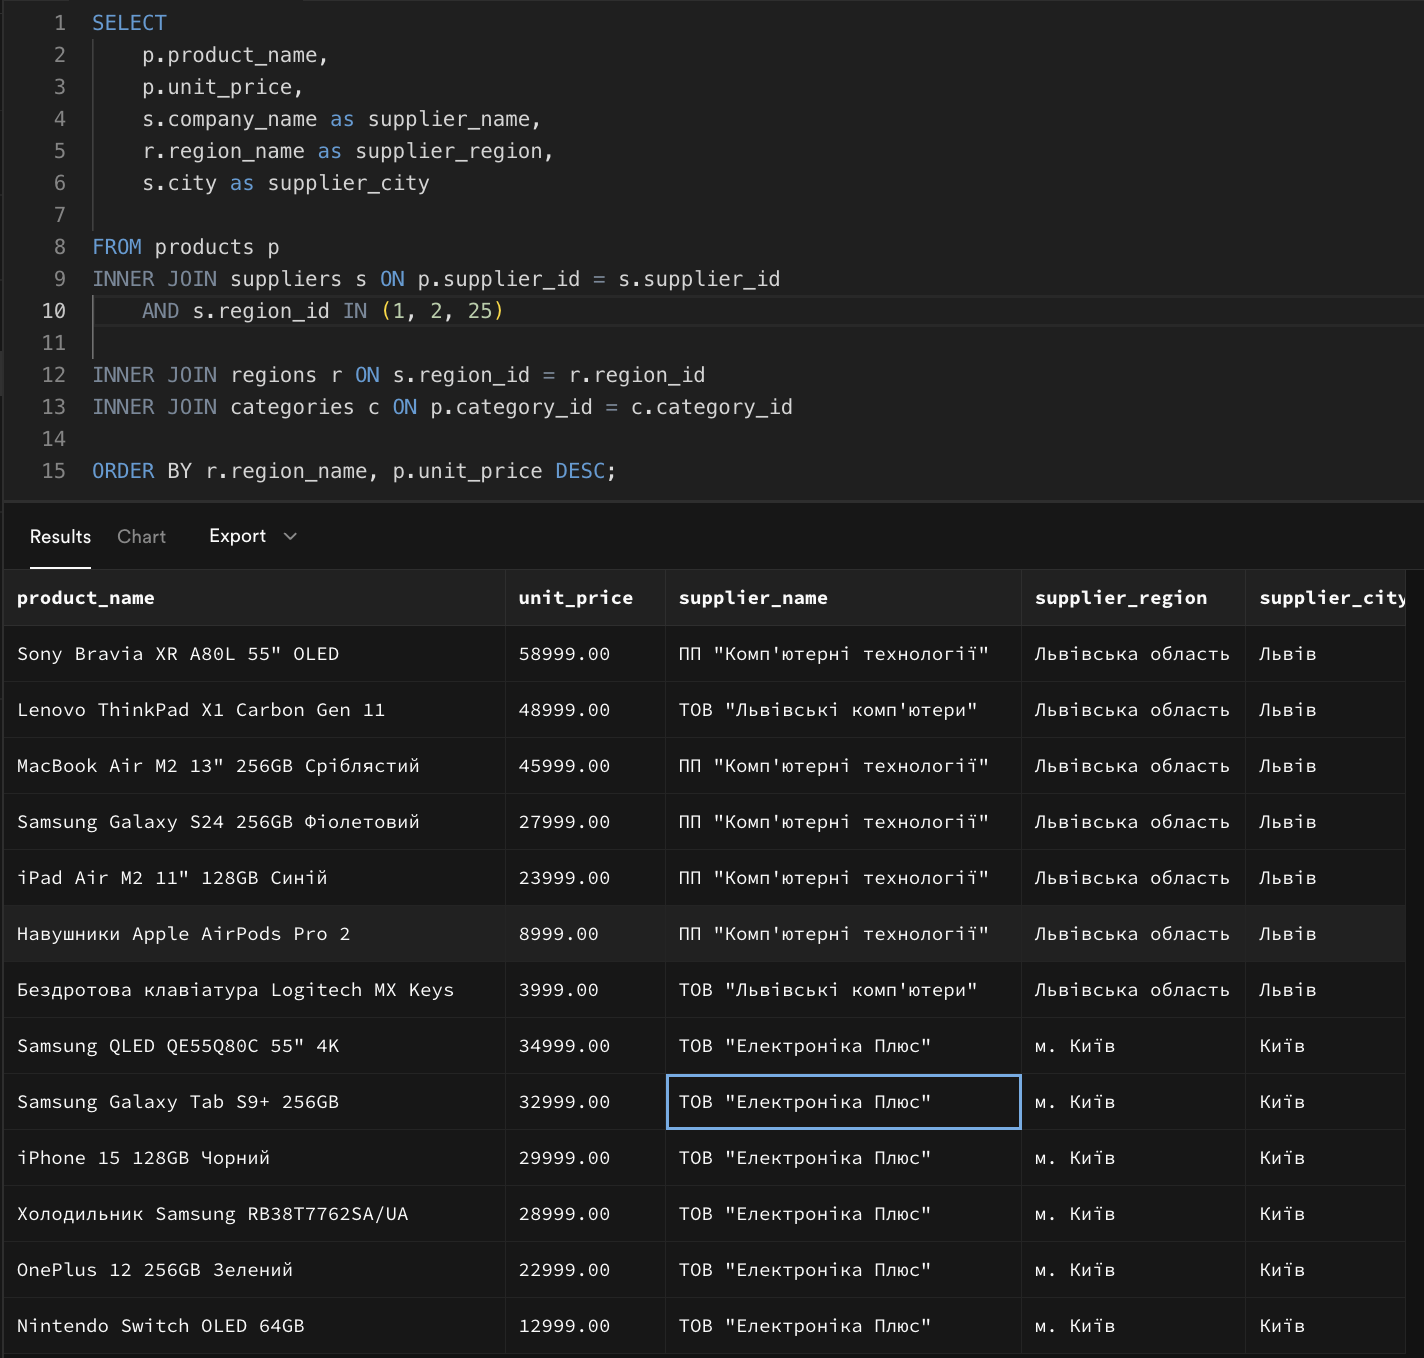 1 SELECT
2 p.product_name,
3 p.unit_price,
4 s.company_name as supplier_name,
5 r.region_name as supplier_region,
6 s.city as supplier_city
7
8 FROM products p
9 INNER JOIN suppliers s ON p.supplier_id = s.supplier_id
10 AND s.region_id IN (1, 2, 25)
11
12 INNER JOIN regions r ON s.region_id = r.region_id
13 INNER JOIN categories c ON p.category_id = c.category_id
14
15 ORDER BY r.region_name, p.unit_price DESC;
Results Chart Export
product_name unit_price supplier_name supplier_region supplier_city
Sony Bravia XR A80L 55" OLED 58999.00 ПП "Комп'ютерні технології" Львівська область Львів
Lenovo ThinkPad X1 Carbon Gen 11 48999.00 ТОВ "Львівські комп'ютери" Львівська область Львів
MacBook Air M2 13" 256GB Сріблястий 45999.00 ПП "Комп'ютерні технології" Львівська область Львів
Samsung Galaxy S24 256GB Фіолетовий 27999.00 ПП "Комп'ютерні технології" Львівська область Львів
iPad Air M2 11" 128GB Синій 23999.00 ПП "Комп'ютерні технології" Львівська область Львів
Навушники Apple AirPods Pro 2 8999.00 ПП "Комп'ютерні технології" Львівська область Львів
Бездротова клавіатура Logitech MX Keys 3999.00 ТОВ "Львівські комп'ютери" Львівська область Львів
Samsung QLED QE55Q80C 55" 4K 34999.00 ТОВ "Електроніка Плюс" м. Київ Київ
Samsung Galaxy Tab S9+ 256GB 32999.00 ТОВ "Електроніка Плюс" м. Київ Київ
iPhone 15 128GB Чорний 29999.00 ТОВ "Електроніка Плюс" м. Київ Київ
Холодильник Samsung RB38T7762SA/UA 28999.00 ТОВ "Електроніка Плюс" м. Київ Київ
OnePlus 12 256GB Зелений 22999.00 ТОВ "Електроніка Плюс" м. Київ Київ
Nintendo Switch OLED 64GB 12999.00 ТОВ "Електроніка Плюс" м. Київ Київ